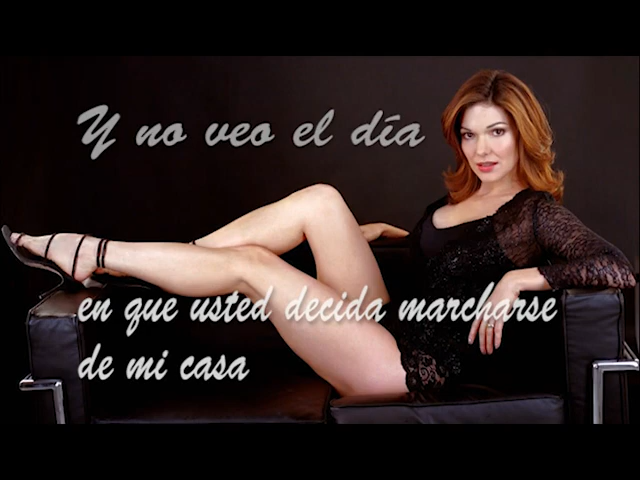 Y no veo el día
en que usted decida marcharse
de mi casa